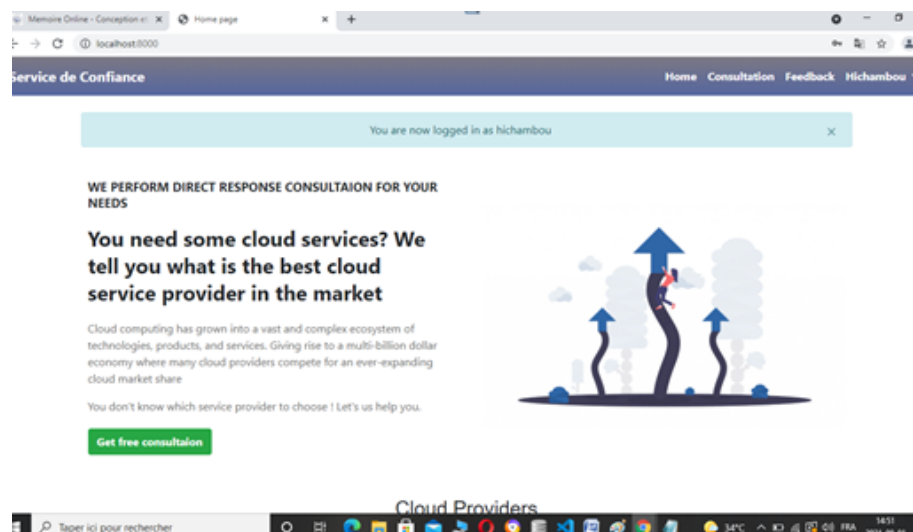 Memoire Online - Conception et
Home page
localhost:8000
Service de Confiance
Home Consultation Feedback Hichambou
You are now logged in as hichambou
WE PERFORM DIRECT RESPONSE CONSULTAION FOR YOUR
NEEDS
You need some cloud services? We
tell you what is the best cloud
service provider in the market
Cloud computing has grown into a vast and complex ecosystem of
technologies, products, and services. Giving rise to a multi-billion dollar
economy where many cloud providers compete for an ever-expanding
cloud market share
You don't know which service provider to choose ! Let's us help you.
Get free consultaion
Cloud Providers
Taper ici pour rechercher
34°C
FRA
14:51